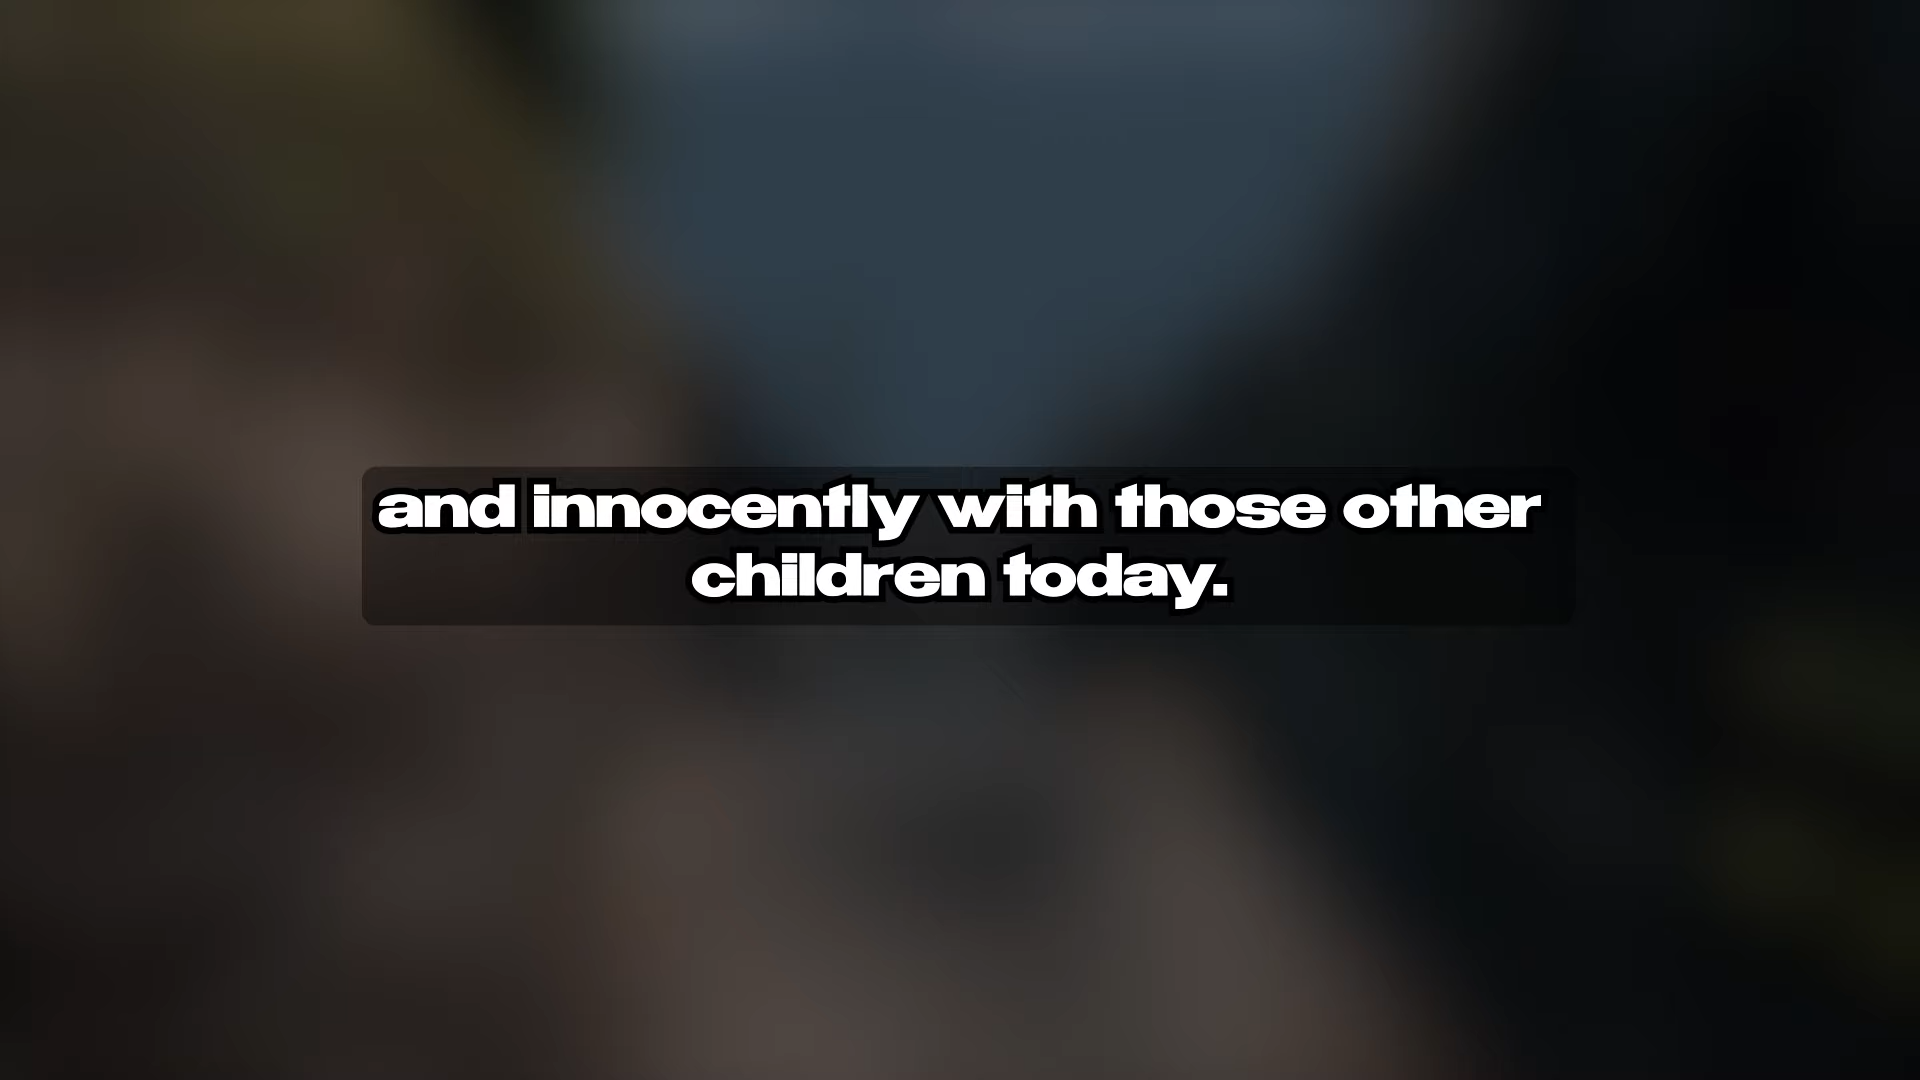 and innocently with those other
children today.